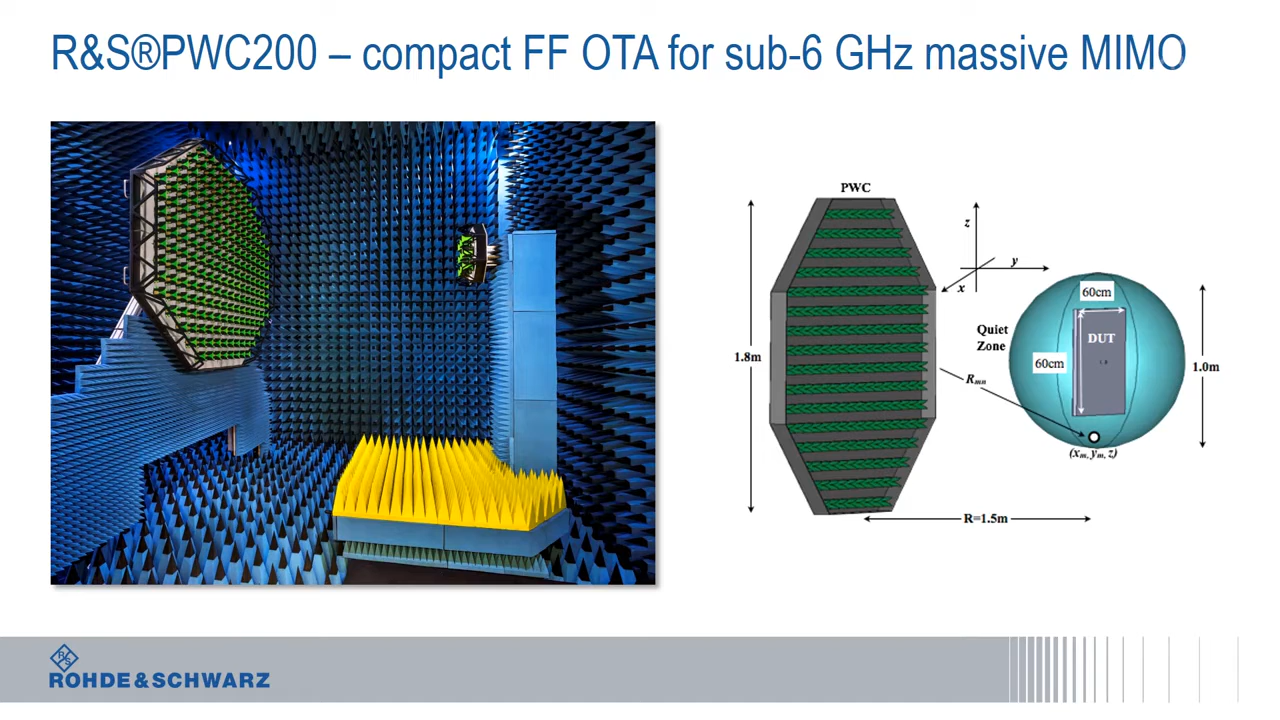 R&S®PWC200 – compact FF OTA for sub-6 GHz massive MIMO
PWC
z
y
x
60cm
Quiet
Zone
DUT
60cm
1.8m
1.0m
Rmn
(xm, ym, z)
R=1.5m
R S
ROHDE & SCHWARZ